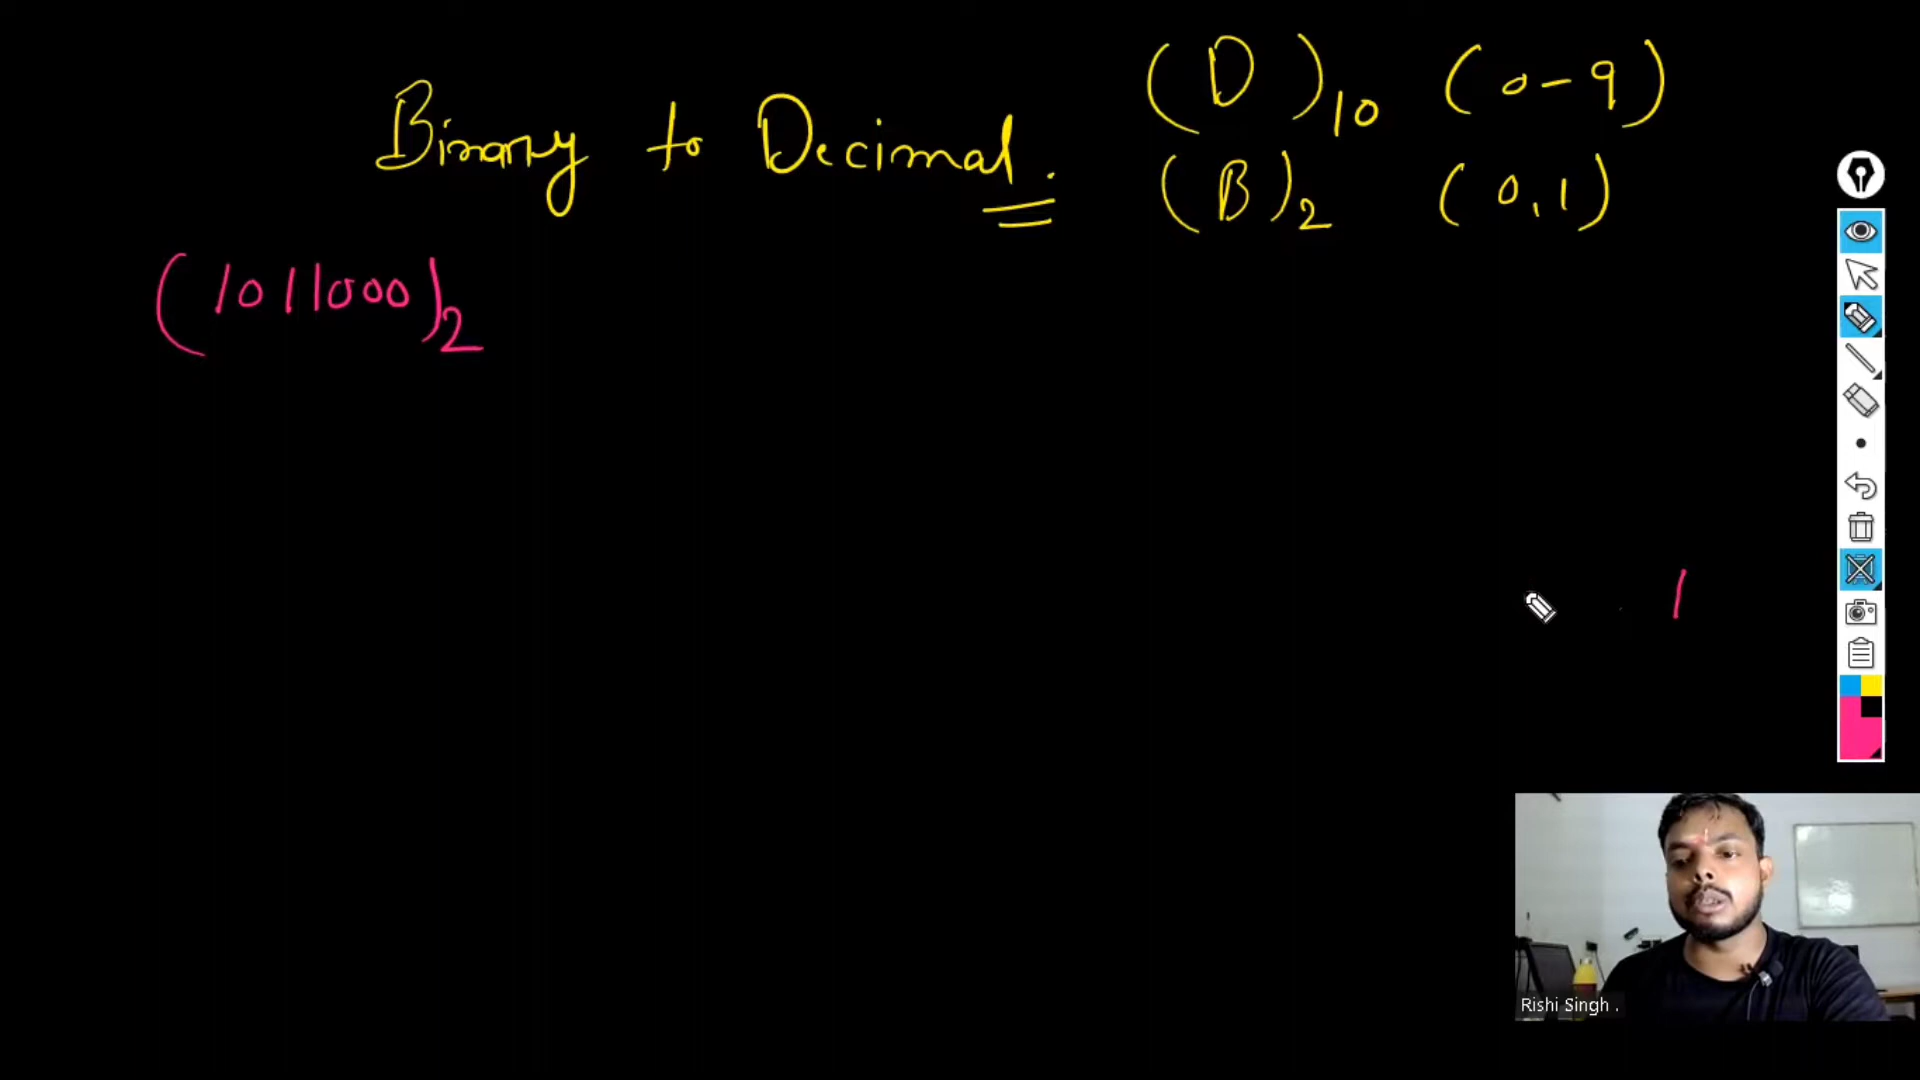 Binary to Decimal.
(D)10 (0-9)
(B)2 (0,1)
(1011000)2
1
Rishi Singh .